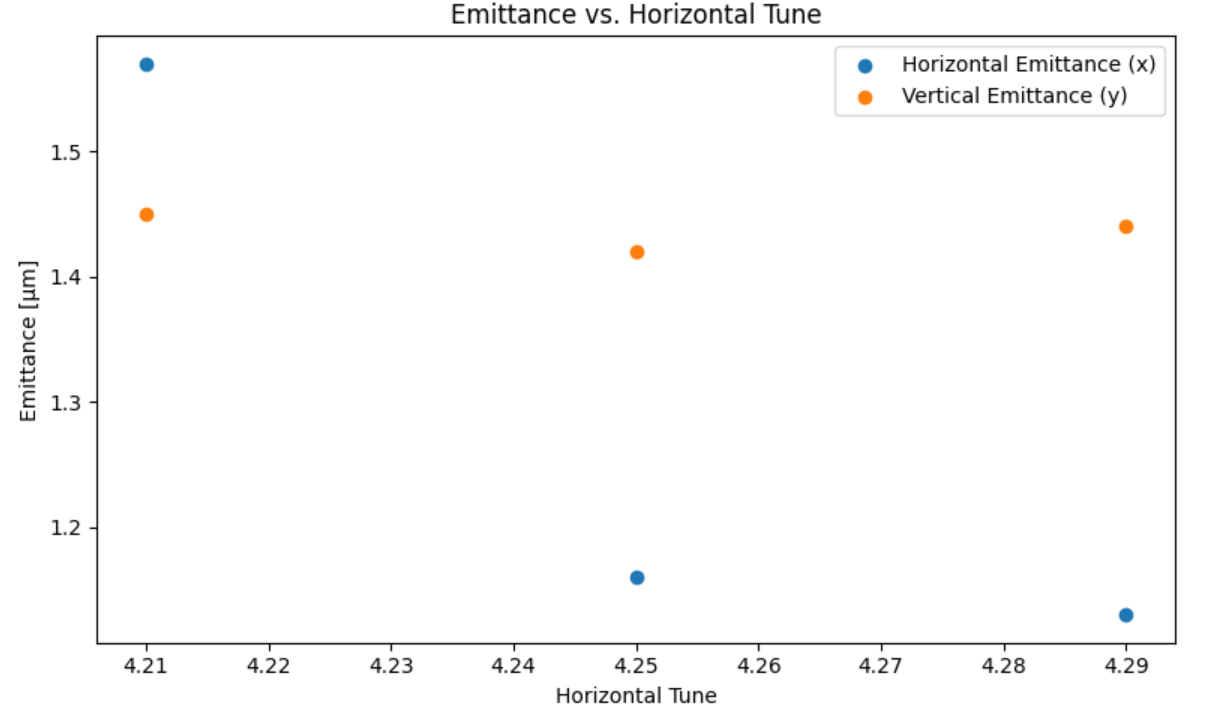 Emittance vs. Horizontal Tune
Horizontal Emittance (x)
Vertical Emittance (y)
Emittance [μm]
1.5
1.4
1.3
1.2
4.21 4.22 4.23 4.24 4.25 4.26 4.27 4.28 4.29
Horizontal Tune